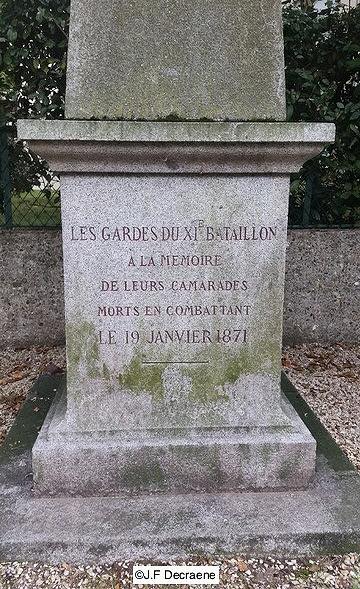 LES GARDES DU XIE BATAILLON
A LA MEMOIRE
DE LEURS CAMARADES
MORTS EN COMBATTANT
LE 19 JANVIER 1871
©J.F Decraene